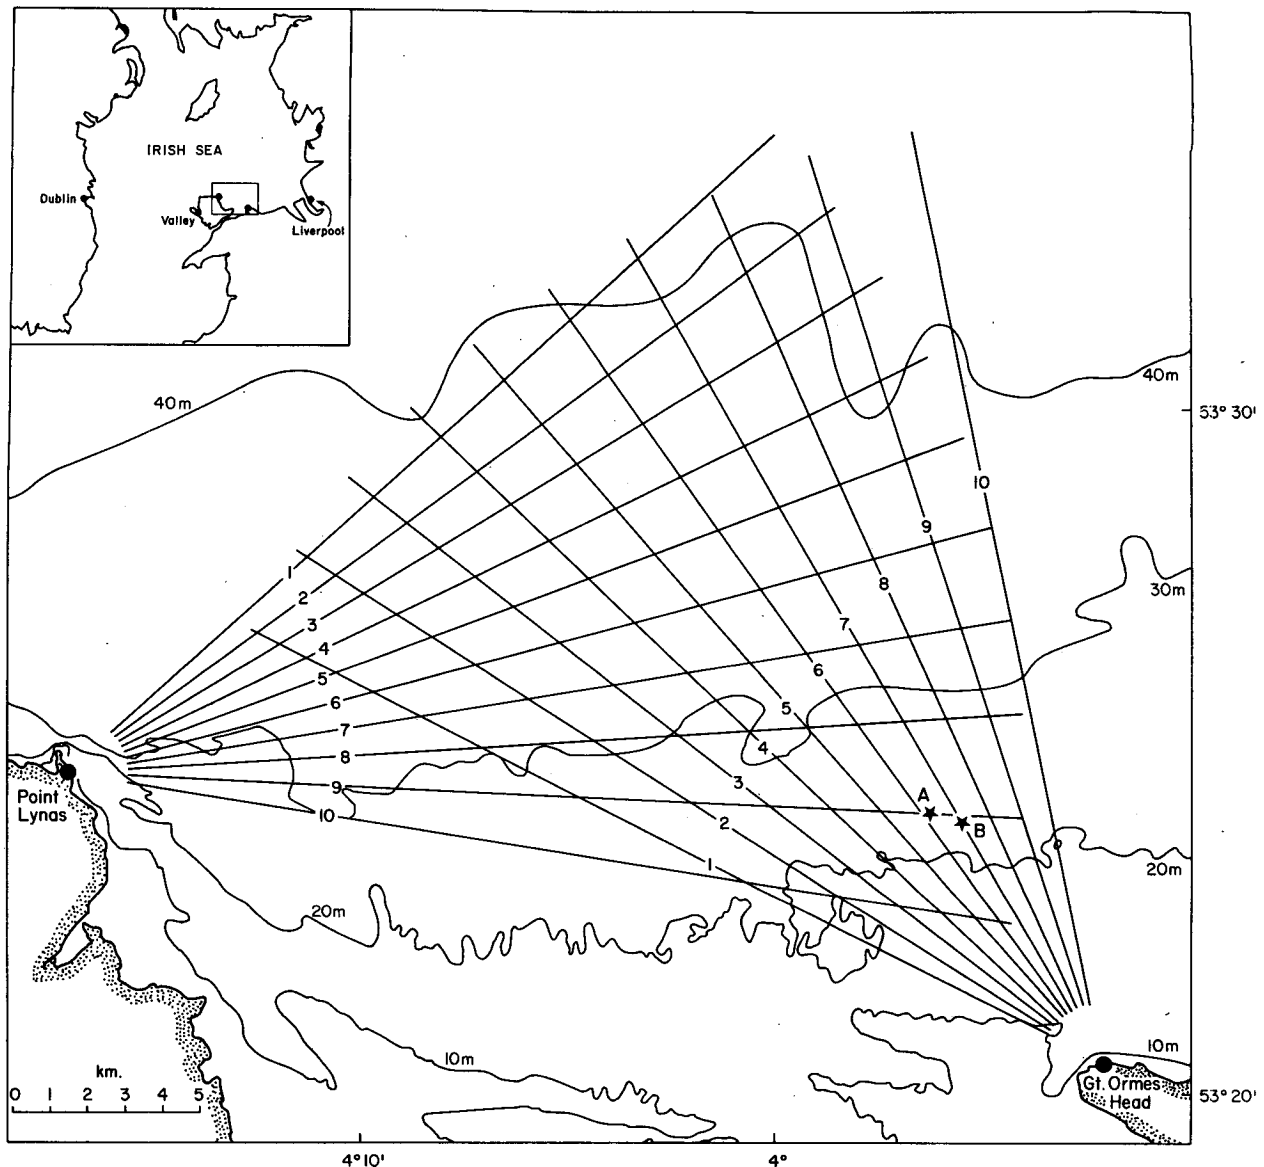 IRISH SEA
Dublin
Valley
Liverpool
40m
40m
53° 30'
10
9
30m
8
1
2
7
3
4
6
5
6
5
7
4
8
3
9
A
10
2
B
Point
Lynas
1
20m
20m
km.
10m
10m
0 1 2 3 4 5
Gt. Ormes
Head
53° 20'
4° 10'
4°